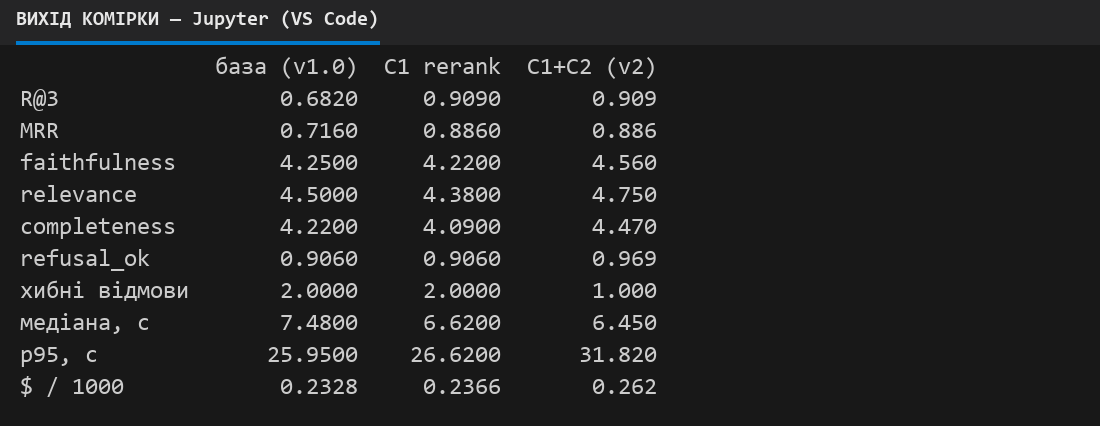 ВИХІД КОМІРКИ — Jupyter (VS Code)
база (v1.0) C1 rerank C1+C2 (v2)
R@3 0.6820 0.9090 0.909
MRR 0.7160 0.8860 0.886
faithfulness 4.2500 4.2200 4.560
relevance 4.5000 4.3800 4.750
completeness 4.2200 4.0900 4.470
refusal_ok 0.9060 0.9060 0.969
хибні відмови 2.0000 2.0000 1.000
медіана, с 7.4800 6.6200 6.450
p95, с 25.9500 26.6200 31.820
$ / 1000 0.2328 0.2366 0.262